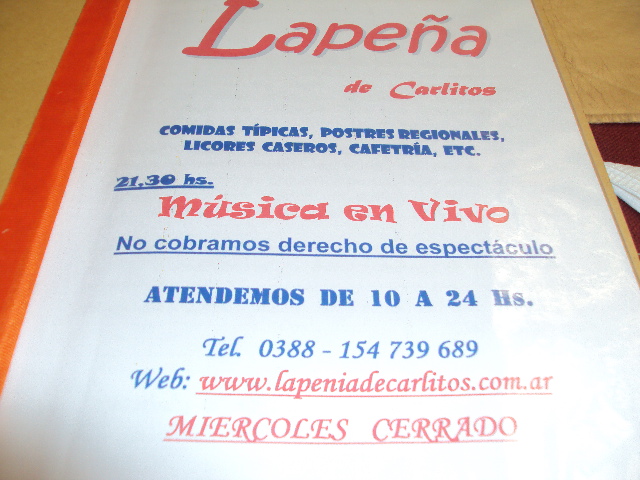 Lapeña
de Carlitos
COMIDAS TÍPICAS, POSTRES REGIONALES,
LICORES CASEROS, CAFETRÍA, ETC.
21,30 hs.
Música en Vivo
No cobramos derecho de espectáculo
ATENDEMOS DE 10 A 24 Hs.
Tel. 0388 - 154 739 689
Web: www.lapeniadecarlitos.com.ar
MIERCOLES CERRADO